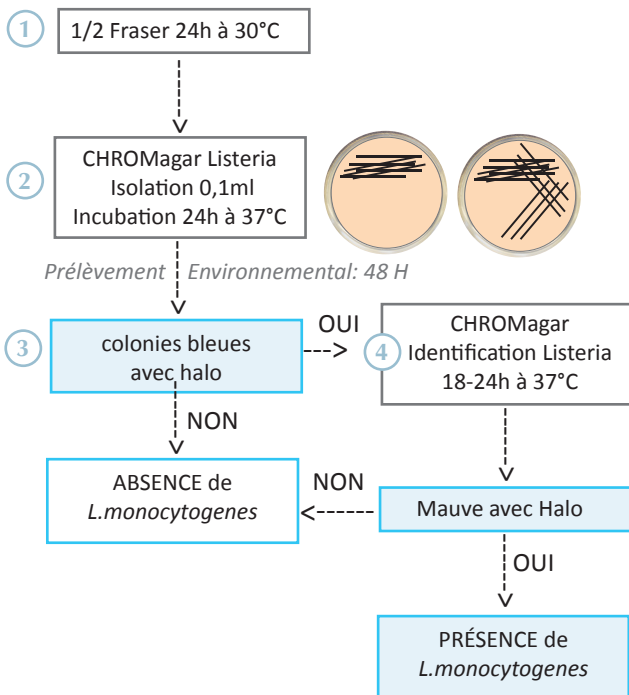 1
1/2 Fraser 24h à 30°C
2
CHROMagar Listeria
Isolation 0,1ml
Incubation 24h à 37°C
Prélèvement Environnemental: 48 H
3
colonies bleues
avec halo
OUI
4
CHROMagar
Identification Listeria
18-24h à 37°C
NON
ABSENCE de
L.monocytogenes
NON
Mauve avec Halo
OUI
PRÉSENCE de
L.monocytogenes